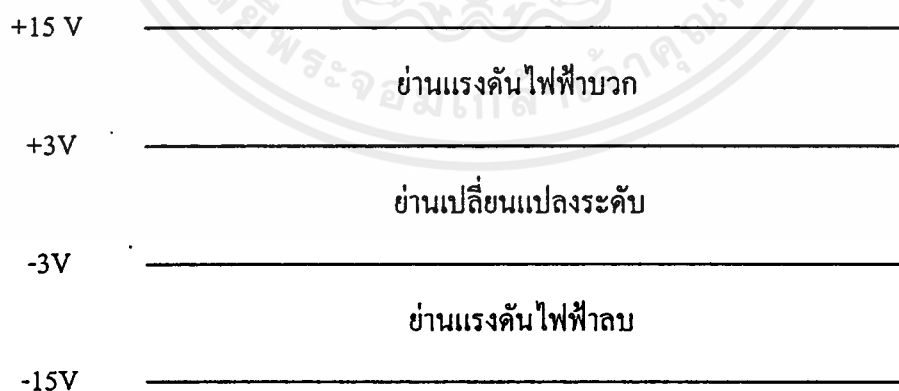 +15 V
ย่านแรงดันไฟฟ้าบวก
+3V
ย่านเปลี่ยนแปลงระดับ
-3V
ย่านแรงดันไฟฟ้าลบ
-15V